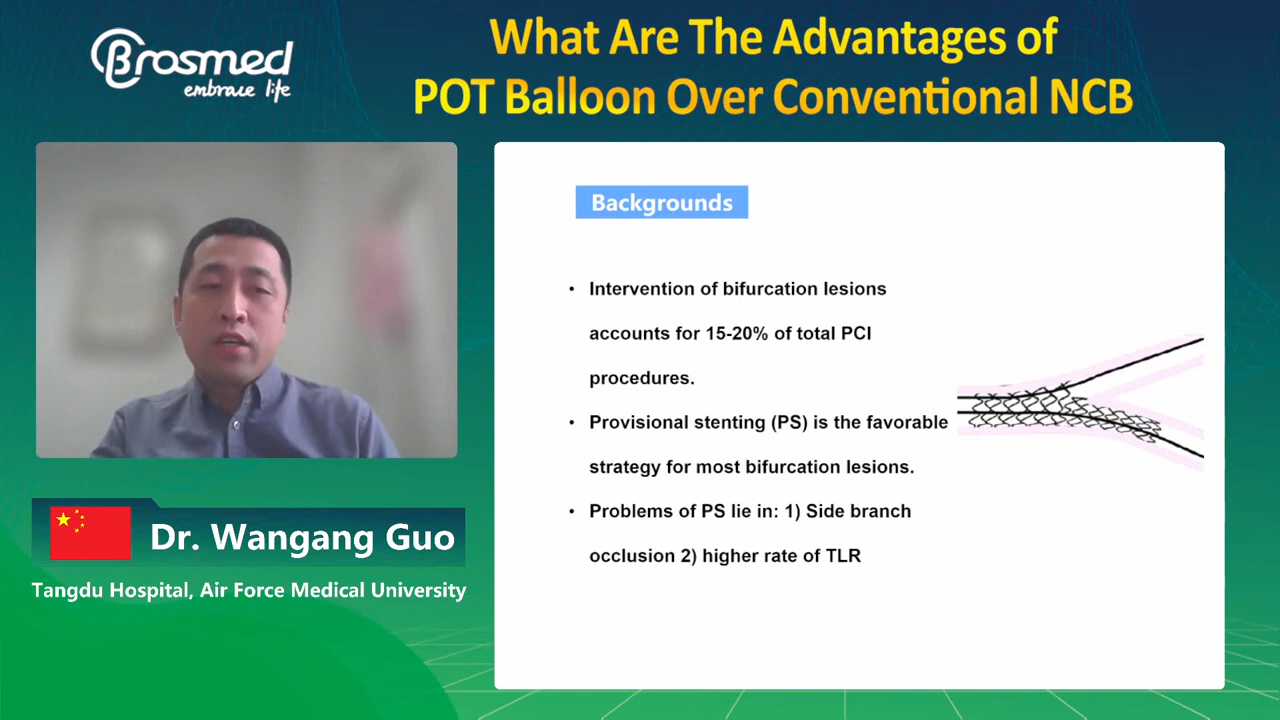 Brosmed
embrace life
What Are The Advantages of
POT Balloon Over Conventional NCB
Backgrounds
• Intervention of bifurcation lesions
accounts for 15-20% of total PCI
procedures.
• Provisional stenting (PS) is the favorable
strategy for most bifurcation lesions.
• Problems of PS lie in: 1) Side branch
occlusion 2) higher rate of TLR
Dr. Wangang Guo
Tangdu Hospital, Air Force Medical University